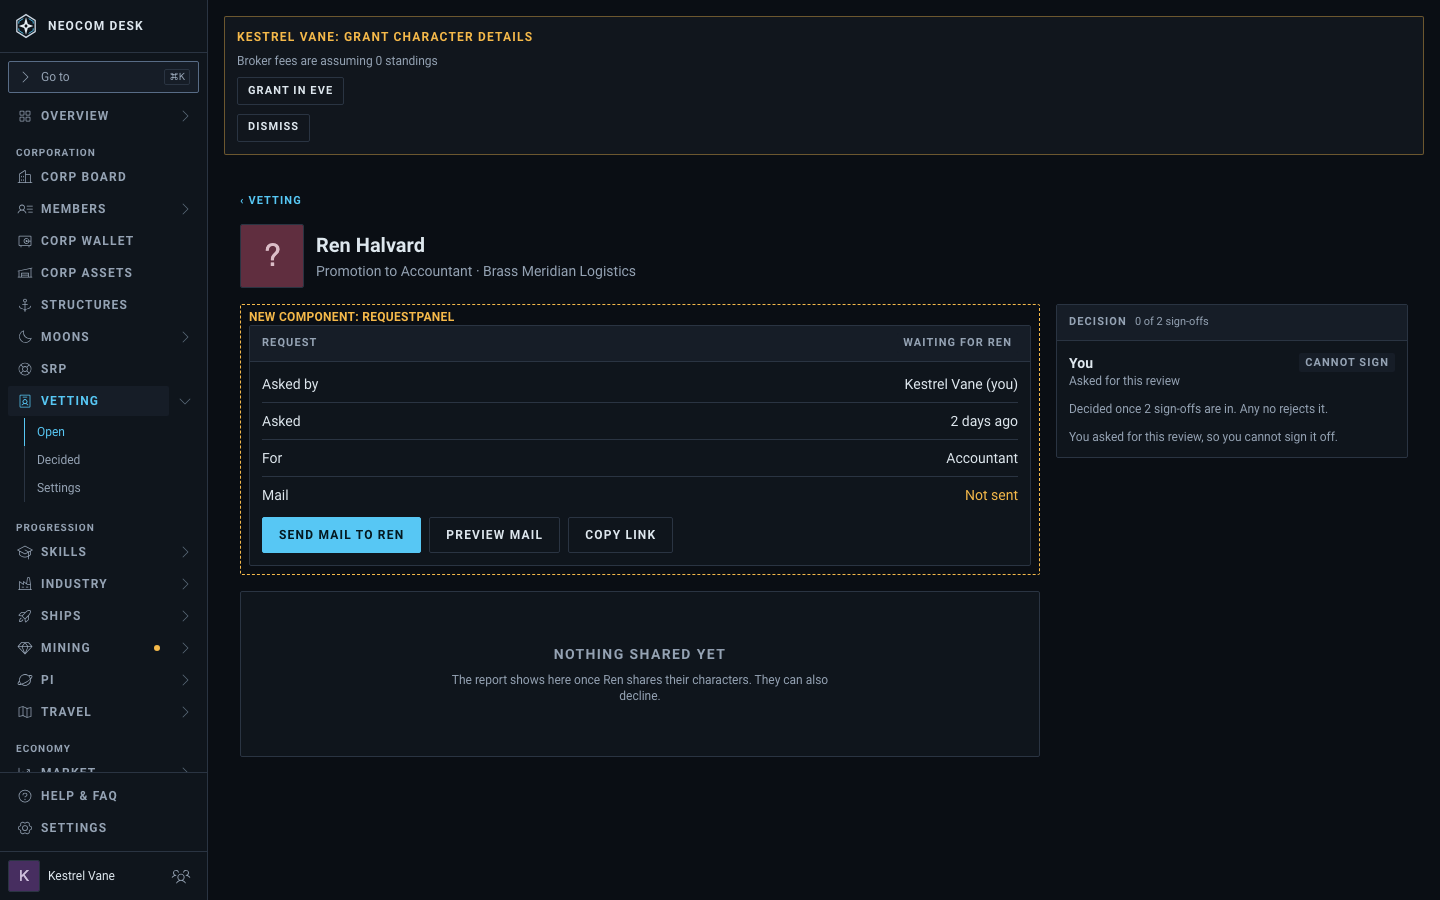 NEOCOM DESK
Go to
⌘K
OVERVIEW
CORPORATION
CORP BOARD
MEMBERS
CORP WALLET
CORP ASSETS
STRUCTURES
MOONS
SRP
VETTING
Open
Decided
Settings
PROGRESSION
SKILLS
INDUSTRY
SHIPS
MINING
PI
TRAVEL
ECONOMY
MARKET
HELP & FAQ
SETTINGS
K
Kestrel Vane
KESTREL VANE: GRANT CHARACTER DETAILS
Broker fees are assuming 0 standings
GRANT IN EVE
DISMISS
‹ VETTING
?
Ren Halvard
Promotion to Accountant · Brass Meridian Logistics
NEW COMPONENT: REQUESTPANEL
REQUEST WAITING FOR REN
Asked by Kestrel Vane (you)
Asked 2 days ago
For Accountant
Mail Not sent
SEND MAIL TO REN PREVIEW MAIL COPY LINK
NOTHING SHARED YET
The report shows here once Ren shares their characters. They can also
decline.
DECISION 0 of 2 sign-offs
You CANNOT SIGN
Asked for this review
Decided once 2 sign-offs are in. Any no rejects it.
You asked for this review, so you cannot sign it off.